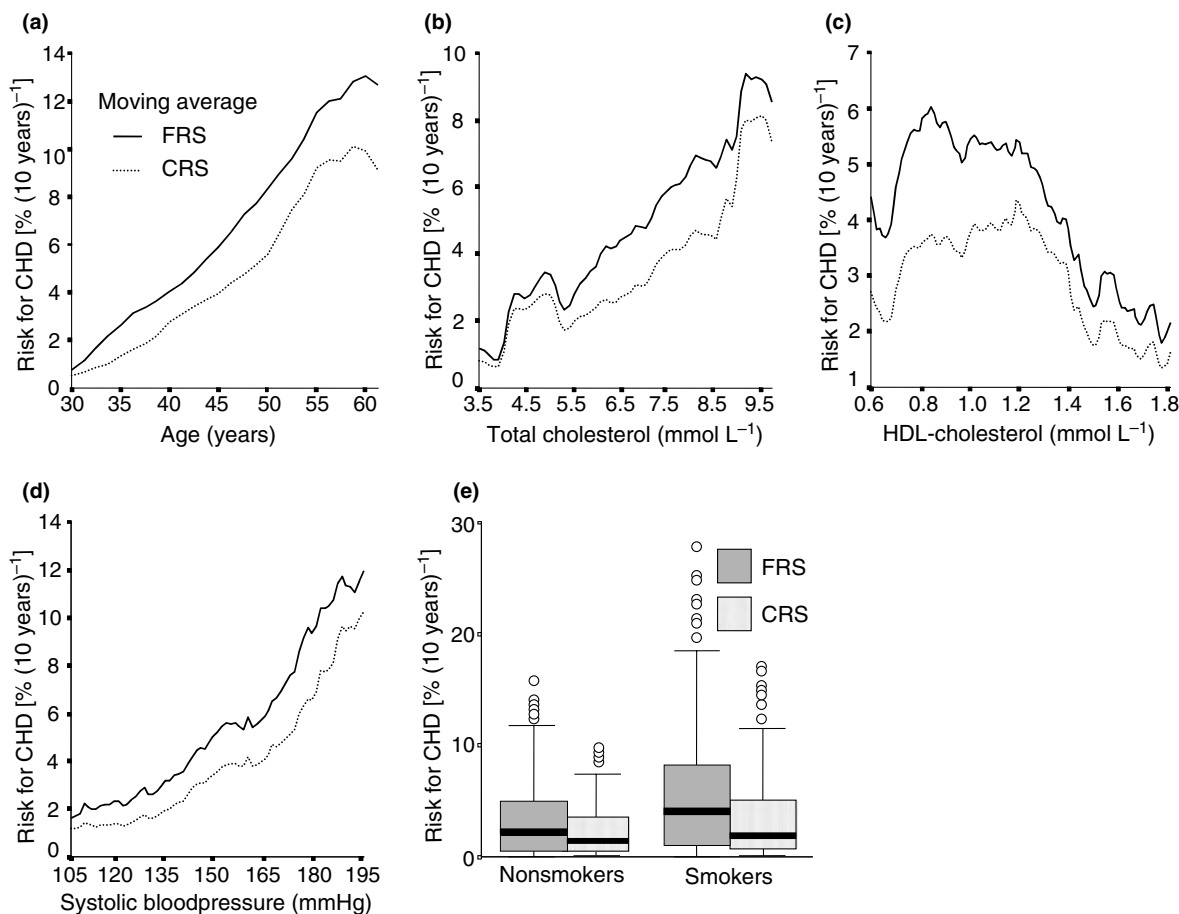 (a)
Risk for CHD [% (10 years)⁻¹]
14
12
10
8
6
4
2
0
Moving average
FRS
CRS
30 35 40 45 50 55 60
Age (years)
(b)
Risk for CHD [% (10 years)⁻¹]
10
8
6
4
2
0
3.5 4.5 5.5 6.5 7.5 8.5 9.5
Total cholesterol (mmol L⁻¹)
(c)
Risk for CHD [% (10 years)⁻¹]
7
6
5
4
3
2
1
0.6 0.8 1.0 1.2 1.4 1.6 1.8
HDL-cholesterol (mmol L⁻¹)
(d)
Risk for CHD [% (10 years)⁻¹]
14
12
10
8
6
4
2
0
105 120 135 150 165 180 195
Systolic bloodpressure (mmHg)
(e)
Risk for CHD [% (10 years)⁻¹]
30
20
10
0
FRS
CRS
Nonsmokers Smokers